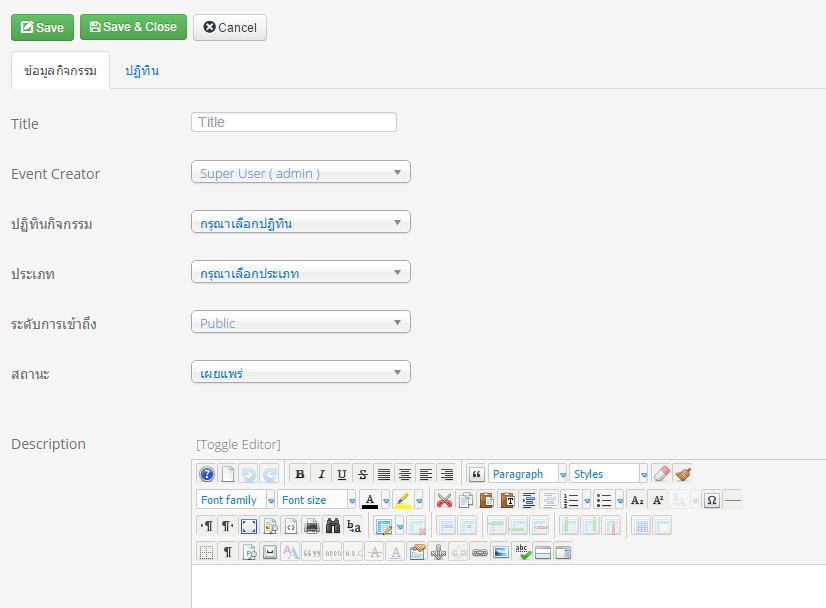 Save Save & Close Cancel
ข้อมูลกิจกรรม ปฏิทิน
Title Title
Event Creator Super User ( admin )
ปฏิทินกิจกรรม กรุณาเลือกปฏิทิน
ประเภท กรุณาเลือกประเภท
ระดับการเข้าถึง Public
สถานะ เผยแพร่
Description [Toggle Editor]
B I U S Paragraph Styles
Font family Font size A